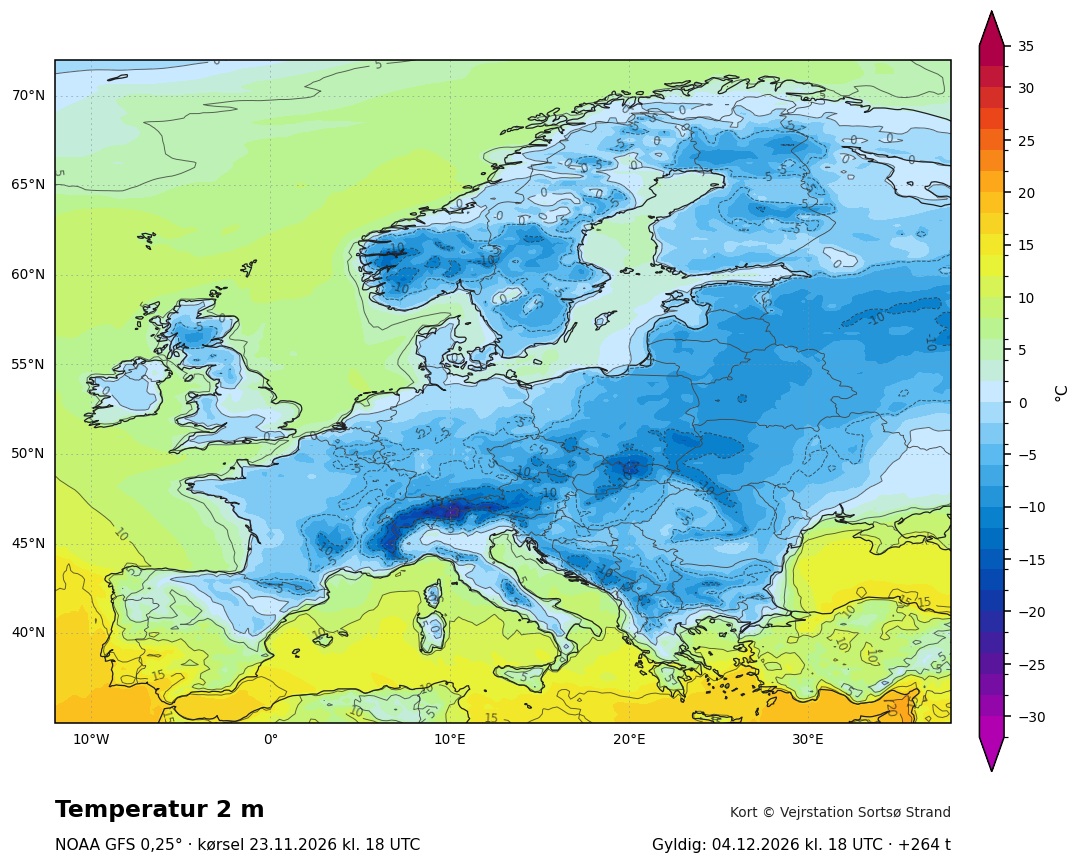 70°N
65°N
60°N
55°N
50°N
45°N
40°N
10°W
0°
10°E
20°E
30°E
35
30
25
20
15
10
5
0
−5
−10
−15
−20
−25
−30
°C
Temperatur 2 m
Kort © Vejrstation Sortsø Strand
NOAA GFS 0,25° · kørsel 23.11.2026 kl. 18 UTC
Gyldig: 04.12.2026 kl. 18 UTC · +264 t